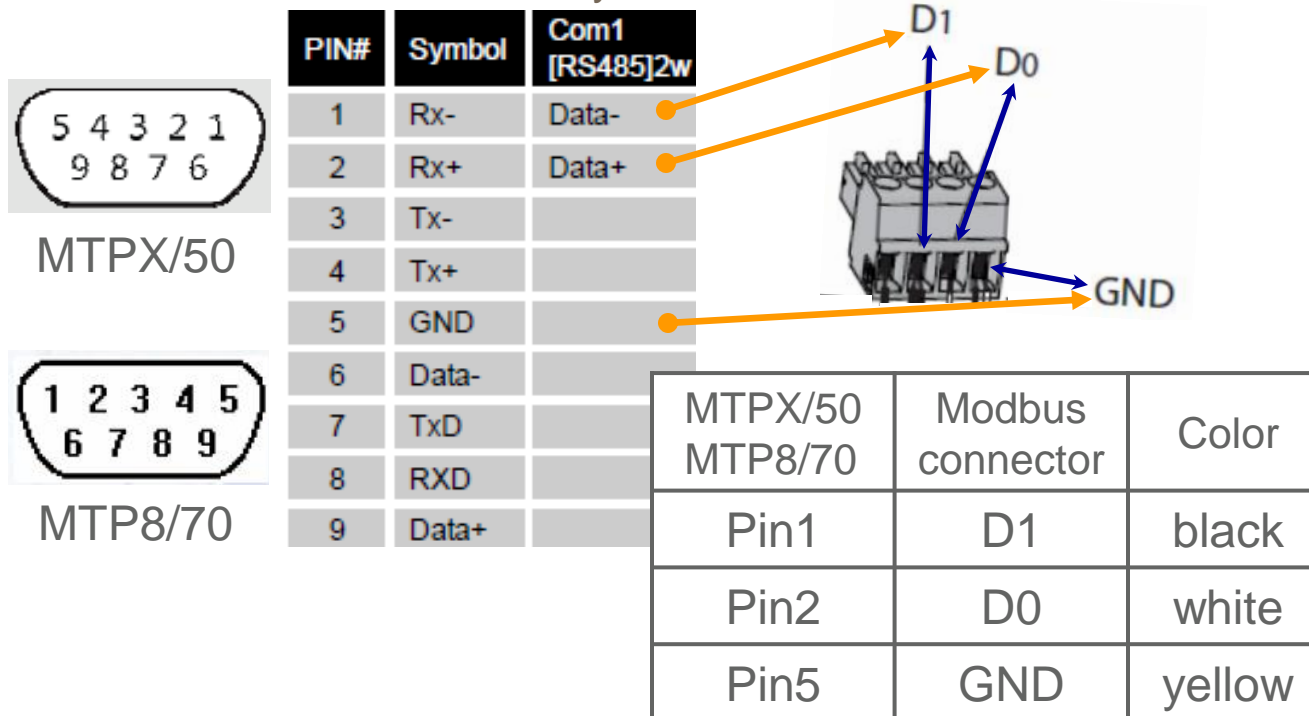 PIN# Symbol Com1 [RS485]2w
1 Rx- Data-
2 Rx+ Data+
3 Tx-
4 Tx+
5 GND
6 Data-
7 TxD
8 RXD
9 Data+
5 4 3 2 1
9 8 7 6
MTPX/50
1 2 3 4 5
6 7 8 9
MTP8/70
D1
D0
GND
MTPX/50 MTP8/70 Modbus connector Color
Pin1 D1 black
Pin2 D0 white
Pin5 GND yellow